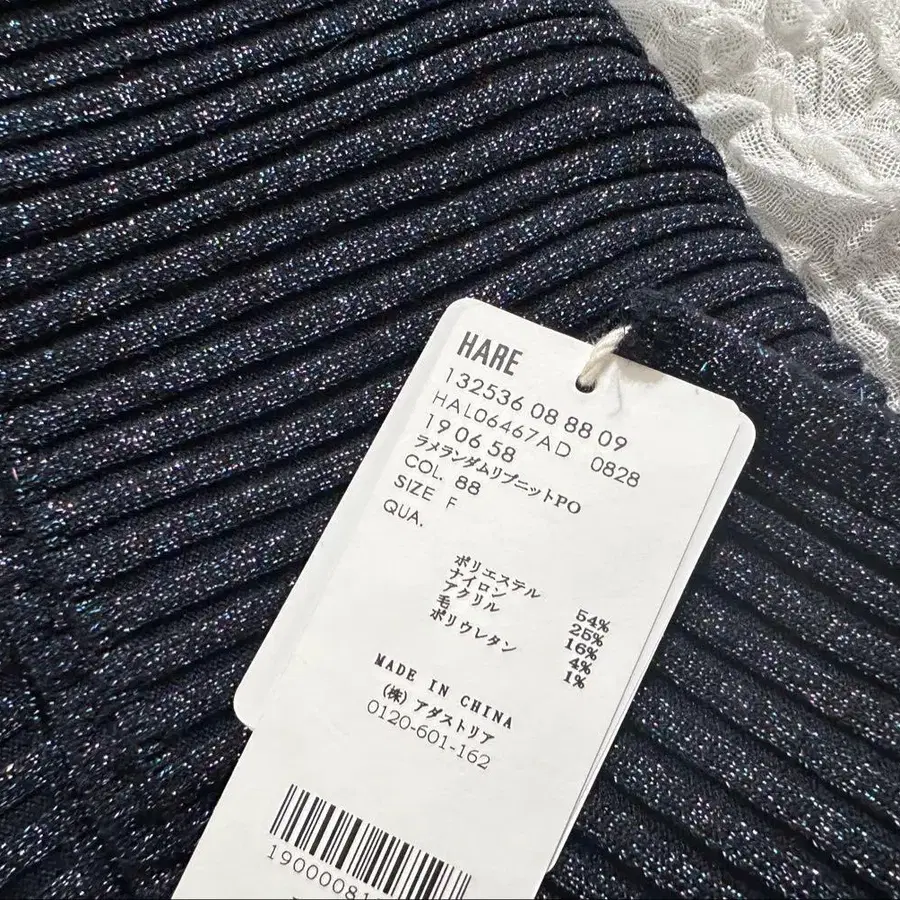 HARE
132536 08 88 09
HAL06467AD 0828
19 06 58
ラメランダムリブニットPO
COL. 88
SIZE F
QUA.
ポリエステル 54%
ナイロン 25%
アクリル 16%
毛 4%
ポリウレタン 1%
MADE IN CHINA
(株) アダストリア
0120-601-162